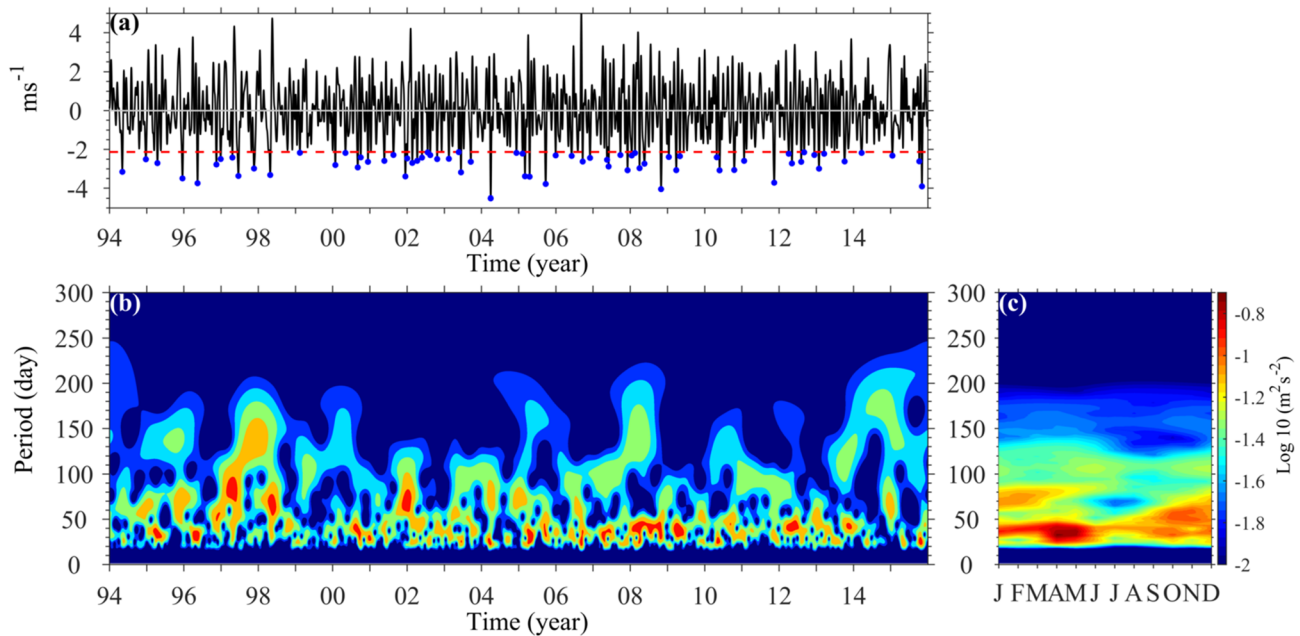 (a)
4
2
0
-2
-4
ms-1
94 96 98 00 02 04 06 08 10 12 14
Time (year)
(b)
300
250
200
150
100
50
0
Period (day)
94 96 98 00 02 04 06 08 10 12 14
Time (year)
(c)
300
250
200
150
100
50
0
J FMAMJ JASOND
-0.8
-1
-1.2
-1.4
-1.6
-1.8
-2
Log 10 (m2 s-2)